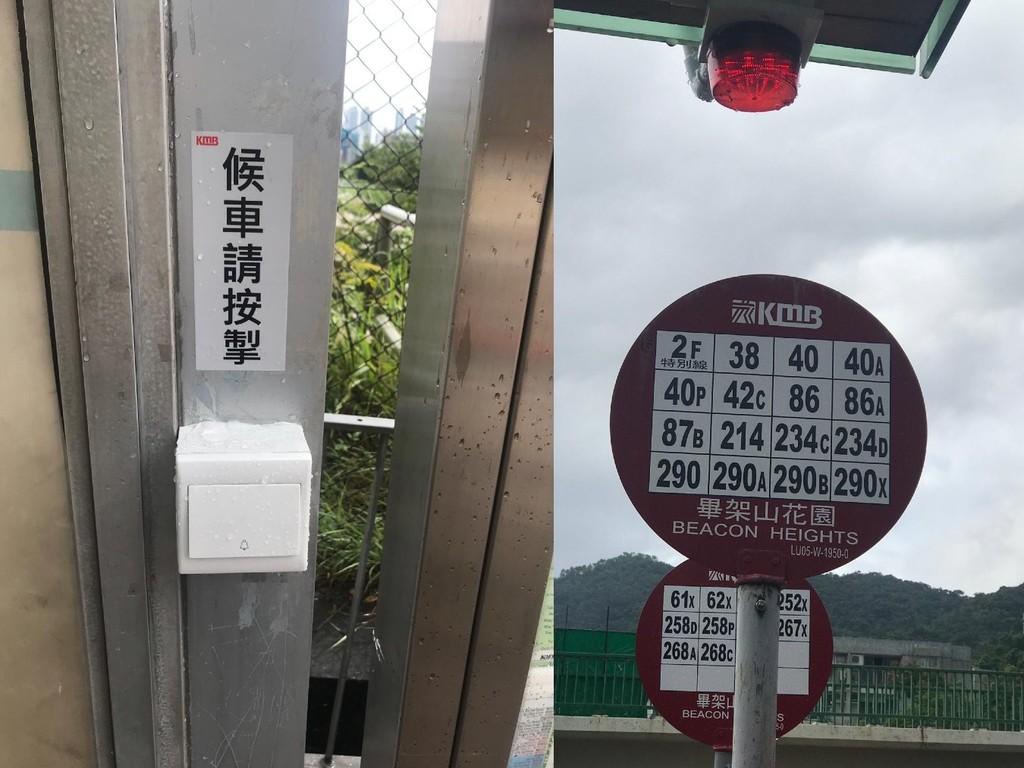 KMB
候車請按掣
KMB
2F 38 40 40A
特別線
40P 42C 86 86A
87B 214 234C 234D
290 290A 290B 290X
畢架山花園
BEACON HEIGHTS
LU05-W-1950-0
61X 62X 252X
258D 258P 267X
268A 268C
畢架山
BEACON